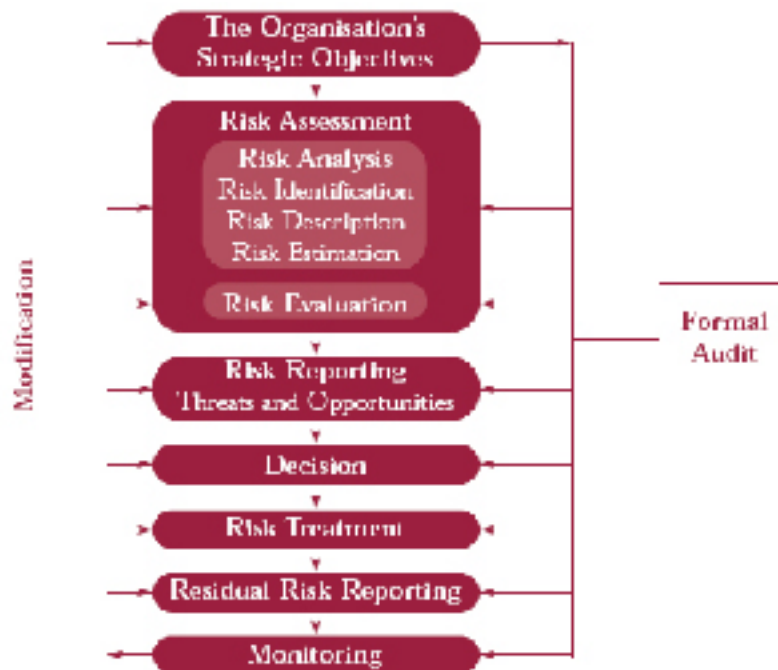 The Organisation's
Strategic Objectives
Risk Assessment
Risk Analysis
Risk Identification
Risk Description
Risk Estimation
Risk Evaluation
Modification
Formal
Audit
Risk Reporting
Threats and Opportunities
Decision
Risk Treatment
Residual Risk Reporting
Monitoring